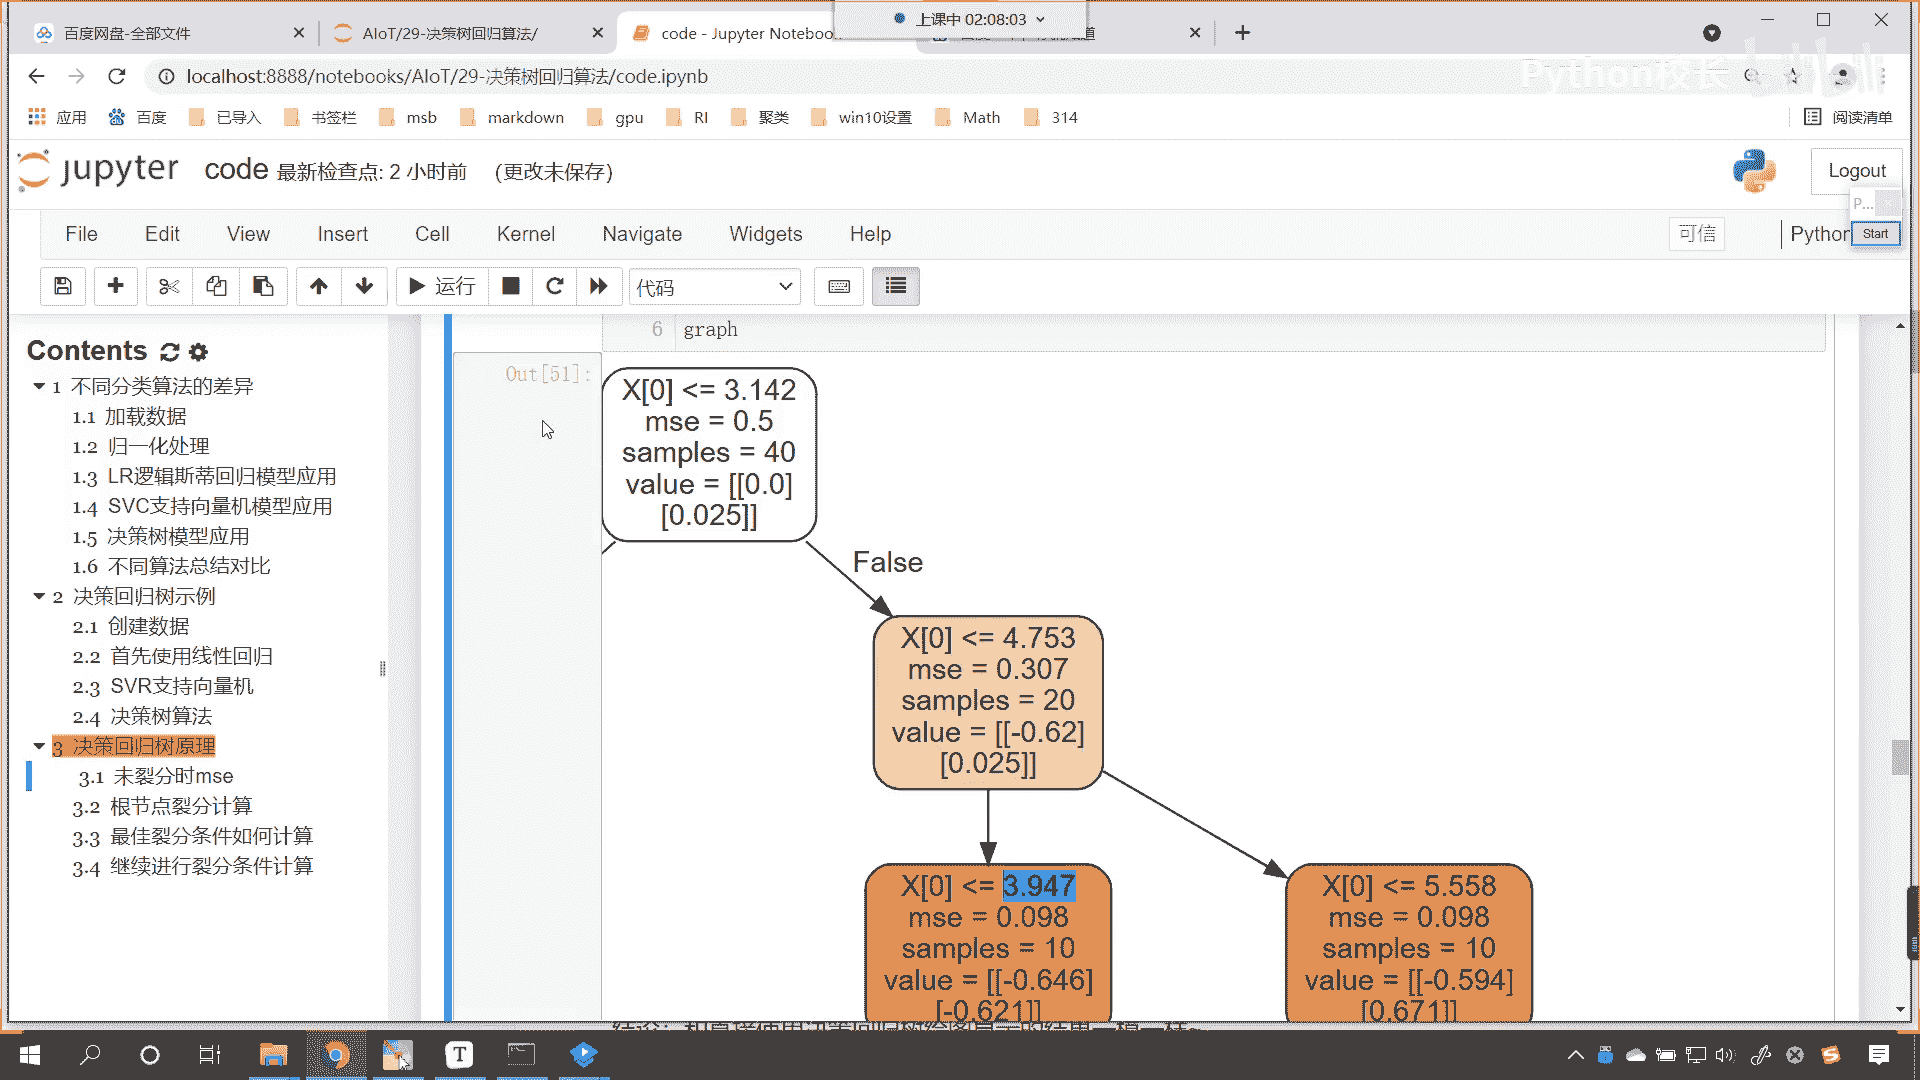 上课中 02:08:03
百度网盘-全部文件
AIoT/29-决策树回归算法/
code - Jupyter Noteboo
localhost:8888/notebooks/AIoT/29-决策树回归算法/code.ipynb
Python校长
应用
百度
已导入
书签栏
msb
markdown
gpu
RI
聚类
win10设置
Math
314
阅读清单
jupyter
code 最新检查点: 2 小时前 (更改未保存)
Logout
P...
File
Edit
View
Insert
Cell
Kernel
Navigate
Widgets
Help
可信
Python
Start
运行
代码
Contents
1 不同分类算法的差异
1.1 加载数据
1.2 归一化处理
1.3 LR逻辑斯蒂回归模型应用
1.4 SVC支持向量机模型应用
1.5 决策树模型应用
1.6 不同算法总结对比
2 决策回归树示例
2.1 创建数据
2.2 首先使用线性回归
2.3 SVR支持向量机
2.4 决策树算法
3 决策回归树原理
3.1 未裂分时mse
3.2 根节点裂分计算
3.3 最佳裂分条件如何计算
3.4 继续进行裂分条件计算
6 graph
Out[51]:
X[0] <= 3.142
mse = 0.5
samples = 40
value = [[0.0]
[0.025]]
False
X[0] <= 4.753
mse = 0.307
samples = 20
value = [[-0.62]
[0.025]]
X[0] <= 3.947
mse = 0.098
samples = 10
value = [[-0.646]
[-0.621]]
X[0] <= 5.558
mse = 0.098
samples = 10
value = [[-0.594]
[0.671]]